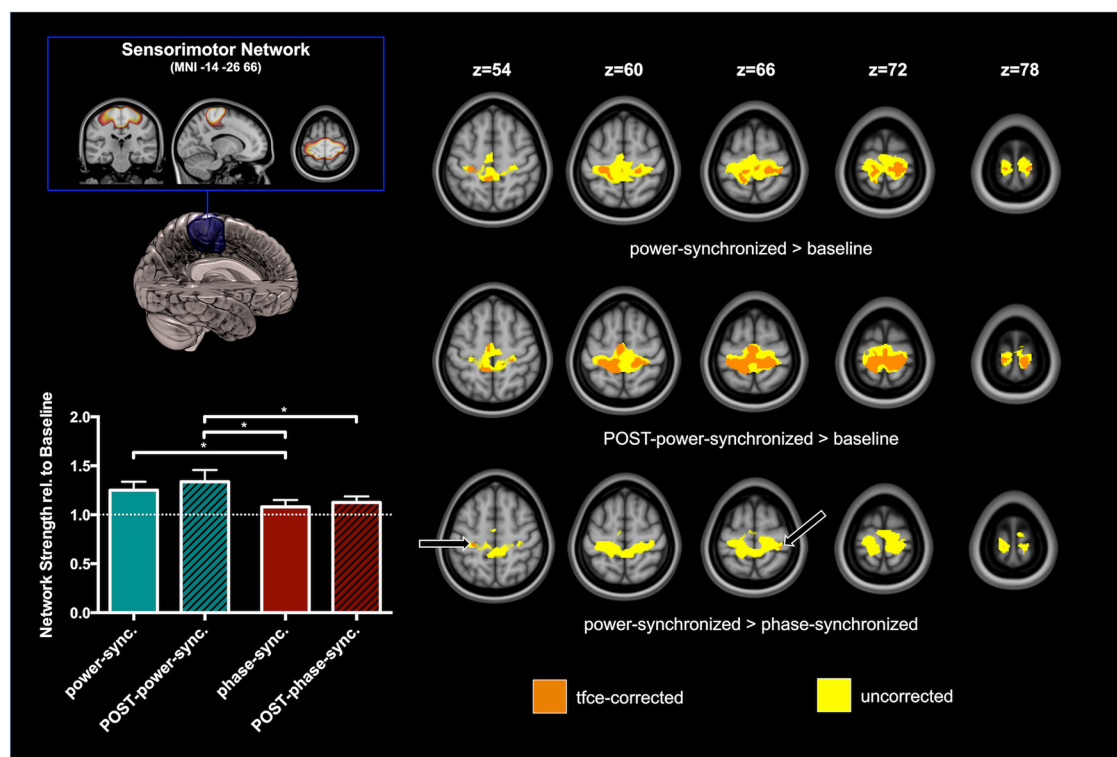 Sensorimotor Network
(MNI -14 -26 66)
z=54 z=60 z=66 z=72 z=78
power-synchronized > baseline
POST-power-synchronized > baseline
power-synchronized > phase-synchronized
tfce-corrected
uncorrected
Network Strength rel. to Baseline
2.0
1.5
1.0
0.5
0.0
*
*
*
power-sync.
POST-power-sync.
phase-sync.
POST-phase-sync.